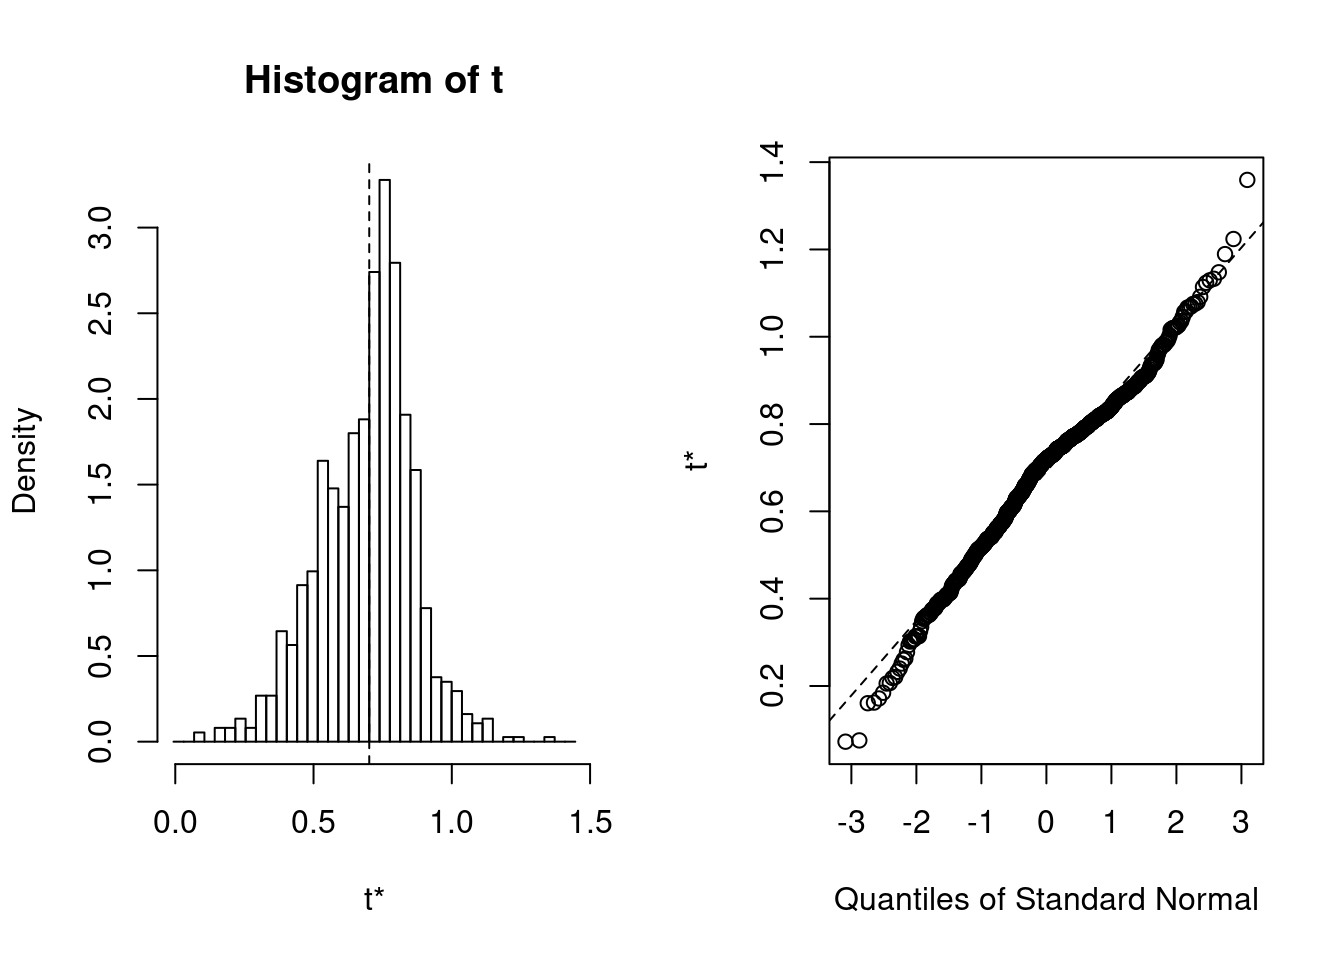 Histogram of t
Density
0.0 0.5 1.0 1.5 2.0 2.5 3.0
0.0 0.5 1.0 1.5
t*
t*
0.2 0.4 0.6 0.8 1.0 1.2 1.4
-3 -2 -1 0 1 2 3
Quantiles of Standard Normal